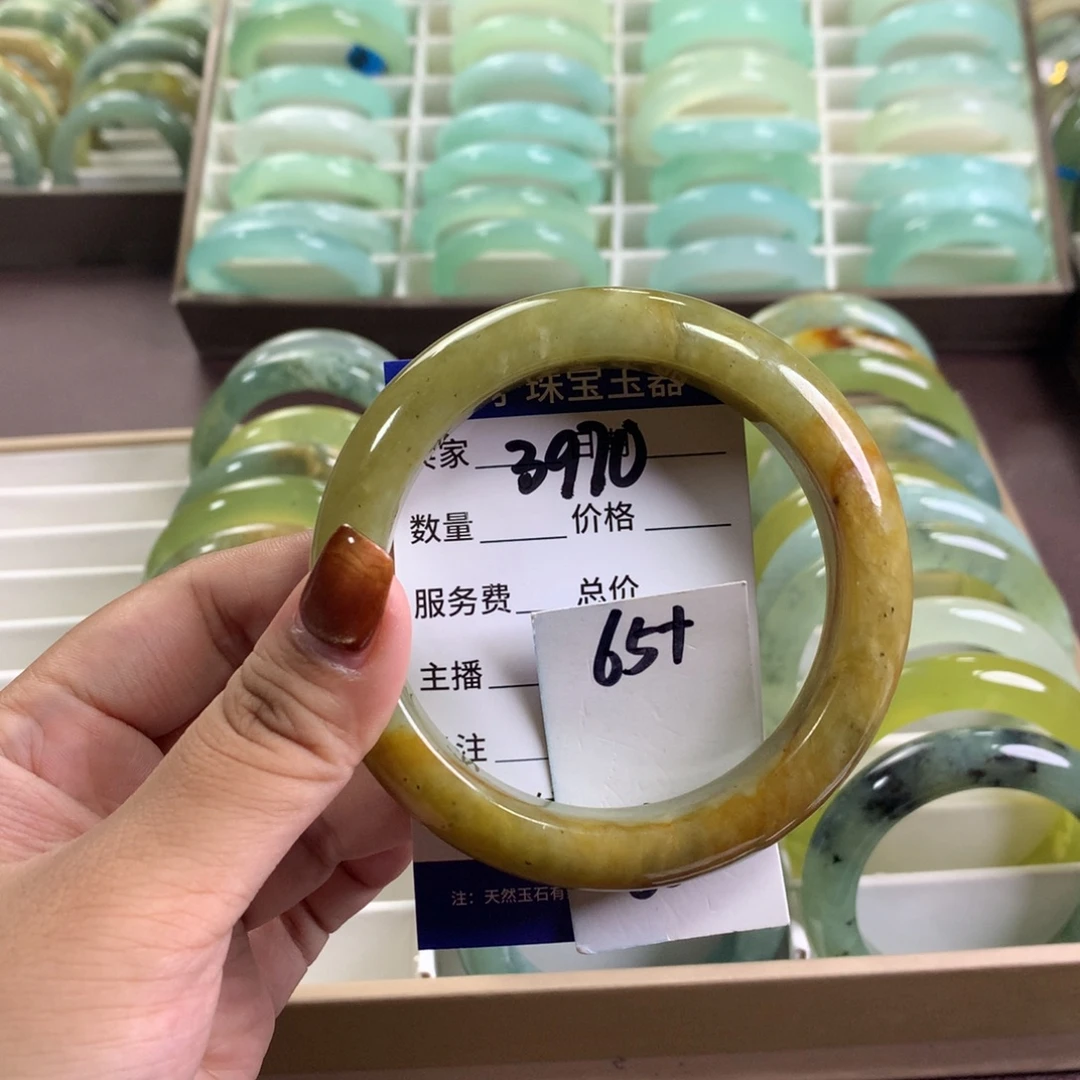 珠宝玉器
家 3970
数量 价格
服务费 总价
65+
主播
注
注：天然玉石有